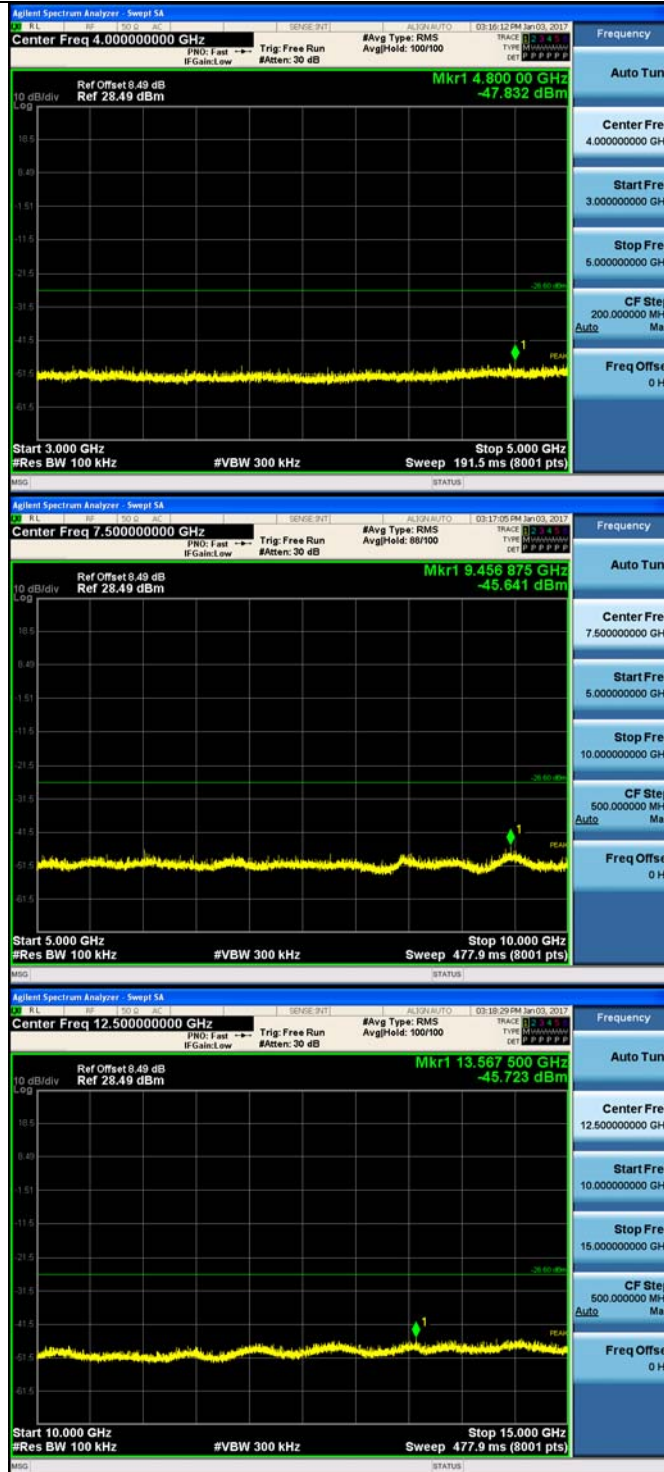 Agilent Spectrum Analyzer - Swept SA
RL RF 50 Ω AC SENSE:INT ALIGNAUTO 03:16:12 PM Jan 03, 2017
Center Freq 4.000000000 GHz
PNO: Fast
IFGain:Low
Trig: Free Run
#Atten: 30 dB
#Avg Type: RMS
Avg|Hold: 100/100
TRACE 1 2 3 4 5 6
TYPE M
DET P P P P P P
Frequency
Ref Offset 8.49 dB
10 dB/div Ref 28.49 dBm
Log
Mkr1 4.800 00 GHz
-47.832 dBm
18.5
8.49
-1.51
-11.5
-21.5
-26.60 dBm
-31.5
-41.5
1
PEAK
-51.5
-61.5
Start 3.000 GHz Stop 5.000 GHz
#Res BW 100 kHz #VBW 300 kHz Sweep 191.5 ms (8001 pts)
MSG STATUS
Auto Tun
Center Fre
4.000000000 GH
Start Fre
3.000000000 GH
Stop Fre
5.000000000 GH
CF Ste
200.000000 MH
Auto Ma
Freq Offse
0 H
Agilent Spectrum Analyzer - Swept SA
RL RF 50 Ω AC SENSE:INT ALIGNAUTO 03:17:05 PM Jan 03, 2017
Center Freq 7.500000000 GHz
PNO: Fast
IFGain:Low
Trig: Free Run
#Atten: 30 dB
#Avg Type: RMS
Avg|Hold: 88/100
TRACE 1 2 3 4 5 6
TYPE M
DET P P P P P P
Frequency
Ref Offset 8.49 dB
10 dB/div Ref 28.49 dBm
Log
Mkr1 9.456 875 GHz
-45.641 dBm
18.5
8.49
-1.51
-11.5
-21.5
-26.60 dBm
-31.5
-41.5
1
PEAK
-51.5
-61.5
Start 5.000 GHz Stop 10.000 GHz
#Res BW 100 kHz #VBW 300 kHz Sweep 477.9 ms (8001 pts)
MSG STATUS
Auto Tun
Center Fre
7.500000000 GH
Start Fre
5.000000000 GH
Stop Fre
10.000000000 GH
CF Ste
500.000000 MH
Auto Ma
Freq Offse
0 H
Agilent Spectrum Analyzer - Swept SA
RL RF 50 Ω AC SENSE:INT ALIGNAUTO 03:18:29 PM Jan 03, 2017
Center Freq 12.500000000 GHz
PNO: Fast
IFGain:Low
Trig: Free Run
#Atten: 30 dB
#Avg Type: RMS
Avg|Hold: 100/100
TRACE 1 2 3 4 5 6
TYPE M
DET P P P P P P
Frequency
Ref Offset 8.49 dB
10 dB/div Ref 28.49 dBm
Log
Mkr1 13.567 500 GHz
-45.723 dBm
18.5
8.49
-1.51
-11.5
-21.5
-26.60 dBm
-31.5
-41.5
1
PEAK
-51.5
-61.5
Start 10.000 GHz Stop 15.000 GHz
#Res BW 100 kHz #VBW 300 kHz Sweep 477.9 ms (8001 pts)
MSG STATUS
Auto Tun
Center Fre
12.500000000 GH
Start Fre
10.000000000 GH
Stop Fre
15.000000000 GH
CF Ste
500.000000 MH
Auto Ma
Freq Offse
0 H